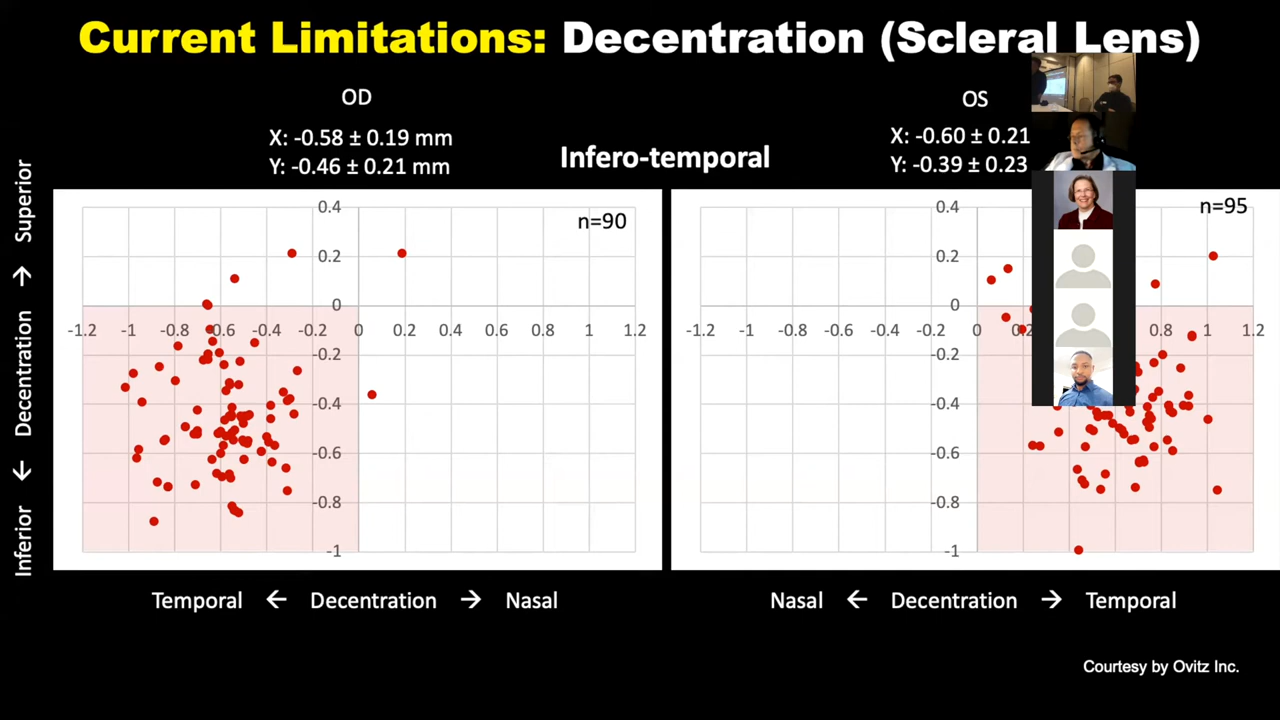 Current Limitations: Decentration (Scleral Lens)
OD
X: -0.58 ± 0.19 mm
Y: -0.46 ± 0.21 mm
Infero-temporal
OS
X: -0.60 ± 0.21
Y: -0.39 ± 0.23
Inferior ← Decentration → Superior
n=90
0.4
0.2
0
-1.2 -1 -0.8 -0.6 -0.4 -0.2 0 0.2 0.4 0.6 0.8 1 1.2
-0.2
-0.4
-0.6
-0.8
-1
n=95
0.4
0.2
0
-1.2 -1 -0.8 -0.6 -0.4 -0.2 0 0.2 0.8 1 1.2
-0.2
-0.4
-0.6
-0.8
-1
Temporal ← Decentration → Nasal
Nasal ← Decentration → Temporal
Courtesy by Ovitz Inc.